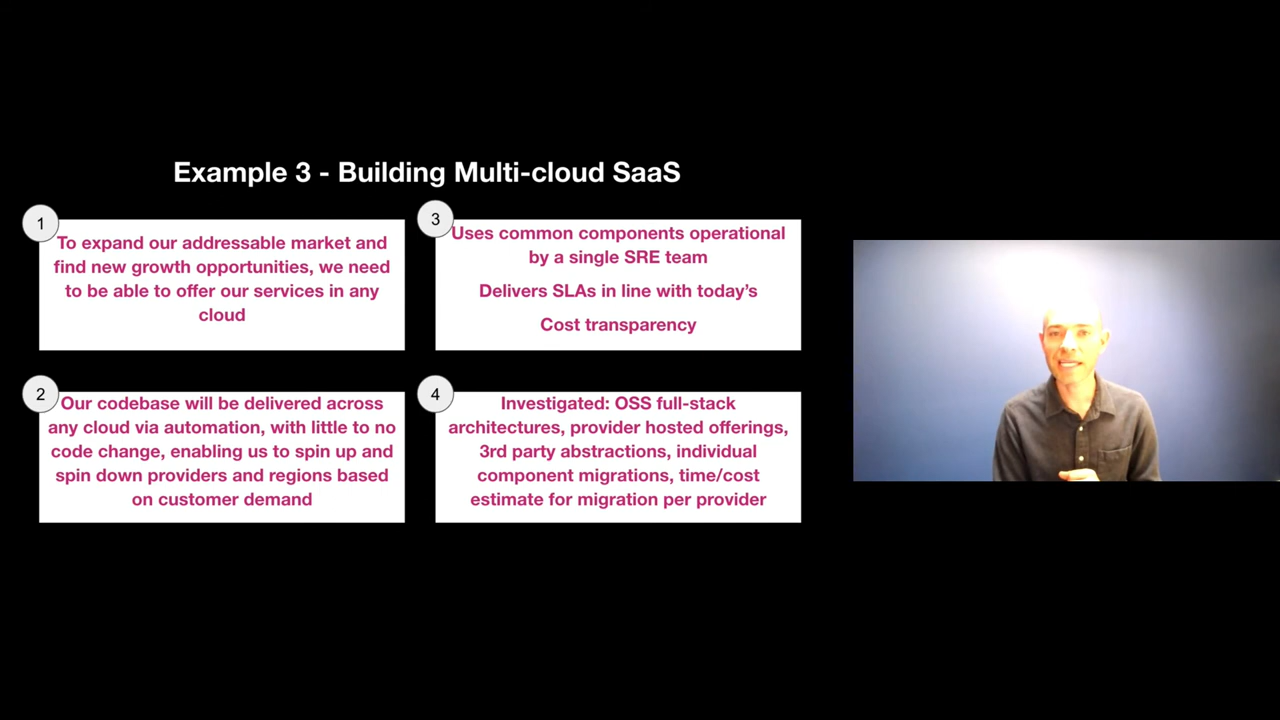 Example 3 - Building Multi-cloud SaaS
1
To expand our addressable market and
find new growth opportunities, we need
to be able to offer our services in any
cloud
2
Our codebase will be delivered across
any cloud via automation, with little to no
code change, enabling us to spin up and
spin down providers and regions based
on customer demand
3
Uses common components operational
by a single SRE team
Delivers SLAs in line with today’s
Cost transparency
4
Investigated: OSS full-stack
architectures, provider hosted offerings,
3rd party abstractions, individual
component migrations, time/cost
estimate for migration per provider